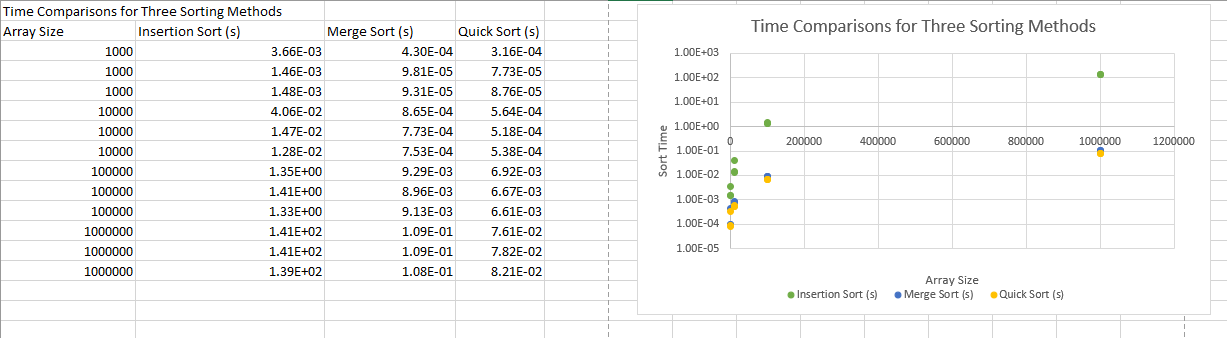 Time Comparisons for Three Sorting Methods
Array Size Insertion Sort (s) Merge Sort (s) Quick Sort (s)
1000 3.66E-03 4.30E-04 3.16E-04
1000 1.46E-03 9.81E-05 7.73E-05
1000 1.48E-03 9.31E-05 8.76E-05
10000 4.06E-02 8.65E-04 5.64E-04
10000 1.47E-02 7.73E-04 5.18E-04
10000 1.28E-02 7.53E-04 5.38E-04
100000 1.35E+00 9.29E-03 6.92E-03
100000 1.41E+00 8.96E-03 6.67E-03
100000 1.33E+00 9.13E-03 6.61E-03
1000000 1.41E+02 1.09E-01 7.61E-02
1000000 1.41E+02 1.09E-01 7.82E-02
1000000 1.39E+02 1.08E-01 8.21E-02
Time Comparisons for Three Sorting Methods
Sort Time
1.00E+03
1.00E+02
1.00E+01
1.00E+00
1.00E-01
1.00E-02
1.00E-03
1.00E-04
1.00E-05
0 200000 400000 600000 800000 1000000 1200000
Array Size
Insertion Sort (s) Merge Sort (s) Quick Sort (s)